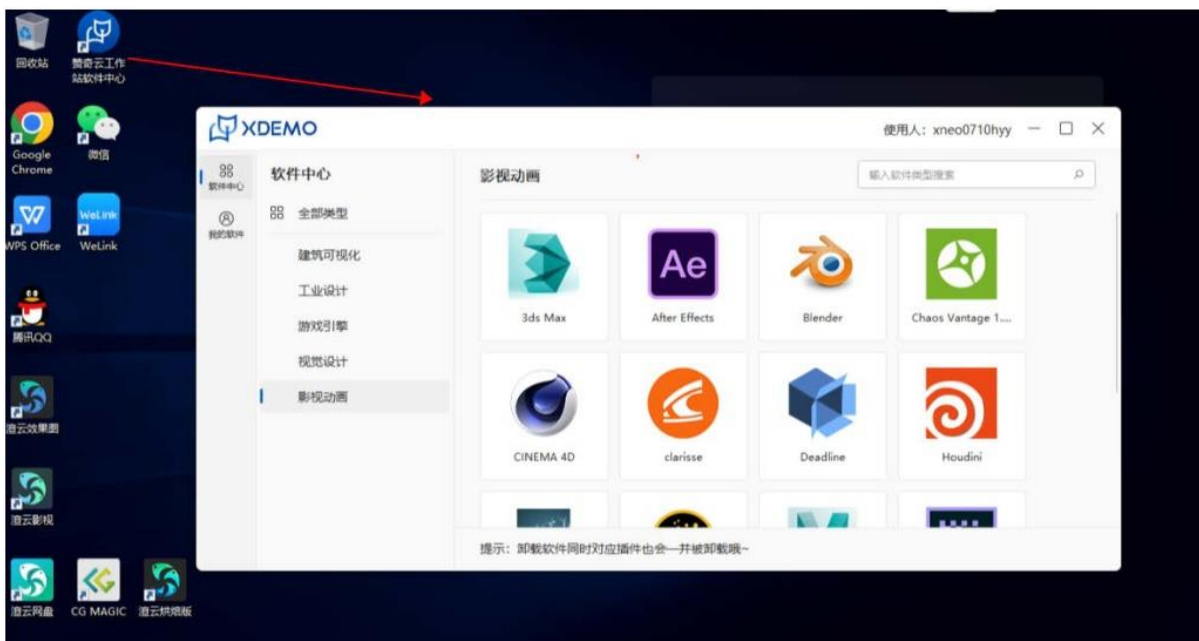 回收站
赞奇云工作
站软件中心
Google
Chrome
微信
WPS Office
WeLink
WeLink
腾讯QQ
渲云效果图
渲云影视
渲云网盘
CG MAGIC
渲云烘焙版
XDEMO
使用人：xneo0710hyy
软件中心
我的软件
软件中心
全部类型
建筑可视化
工业设计
游戏引擎
视觉设计
影视动画
影视动画
输入软件类型搜索
3ds Max
Ae
After Effects
Blender
Chaos Vantage 1....
CINEMA 4D
clarisse
Deadline
Houdini
提示：卸载软件同时对应插件也会一并被卸载哦~